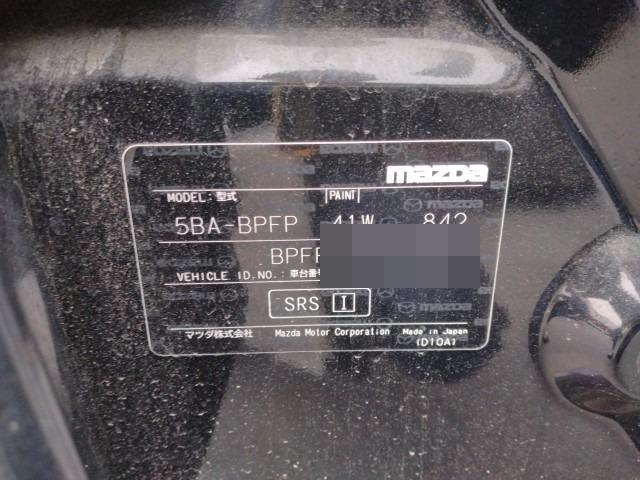 mazda
MODEL: 型式 PAINT
5BA-BPFP 41W 842
BPFP
VEHICLE ID.NO.: 車台番号
SRS I
マツダ株式会社 Mazda Motor Corporation Made in Japan
(D10A)